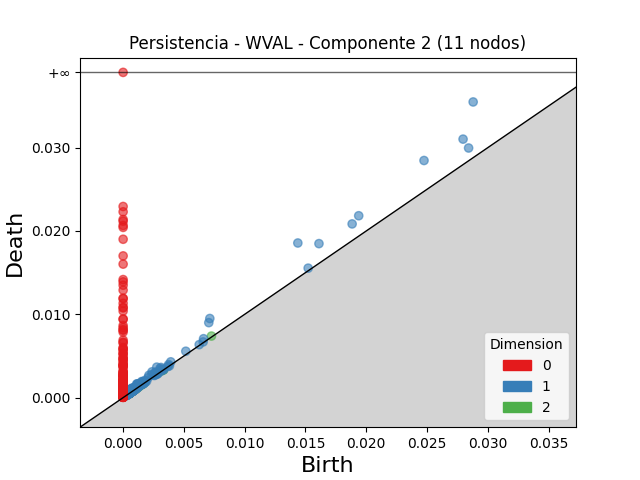 Persistencia - WVAL - Componente 2 (11 nodos)
+∞
0.030
0.020
0.010
0.000
Death
0.000 0.005 0.010 0.015 0.020 0.025 0.030 0.035
Birth
Dimension
0
1
2